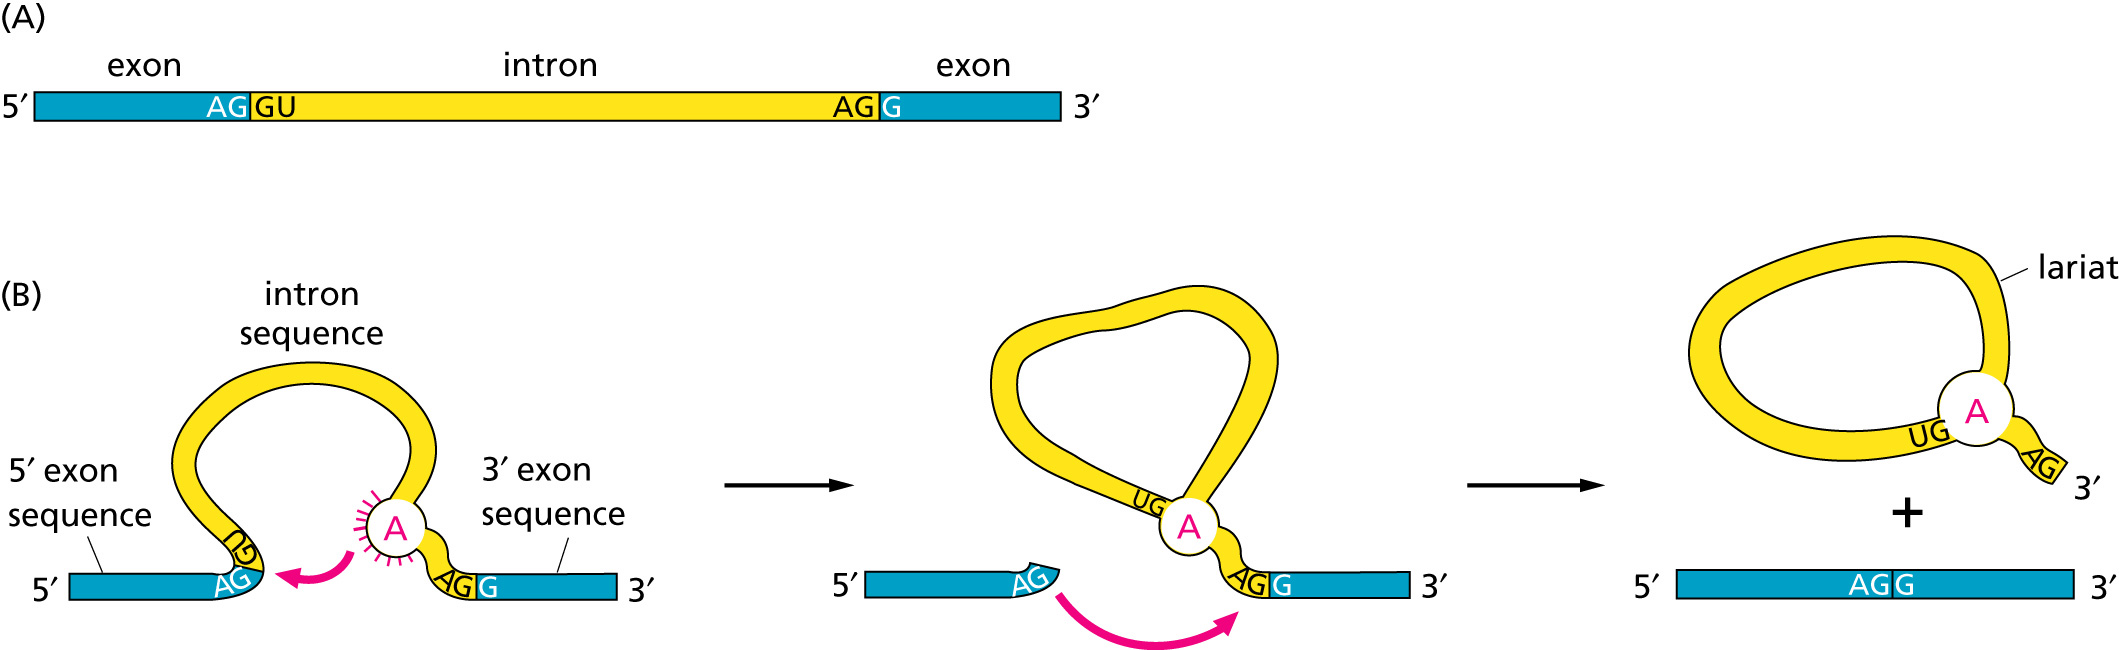 (A)
exon intron exon
5′ AG GU AG G 3′
(B)
intron
sequence
5′ exon
sequence
3′ exon
sequence
A
GU
5′ AG AG G 3′
UG A
5′ AG AG G 3′
lariat
A
UG
AG
3′
+
5′ AG G 3′